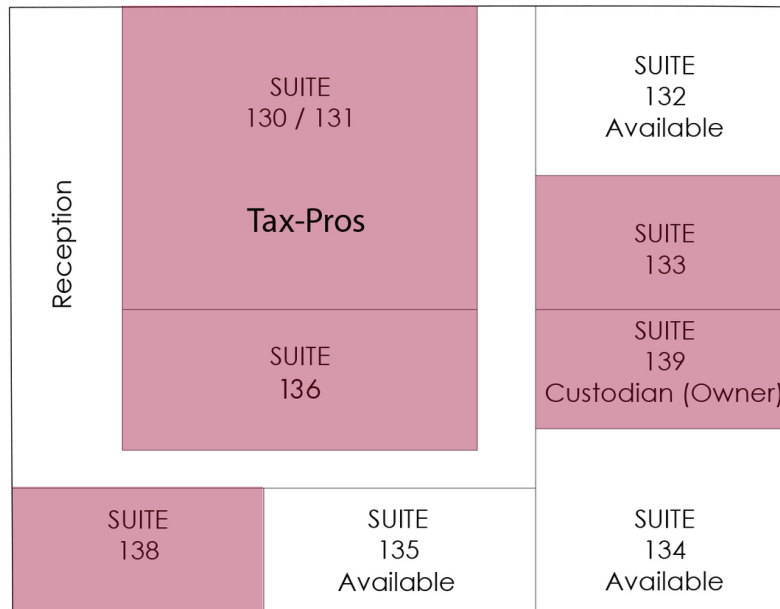 SUITE
130 / 131
Tax-Pros
Reception
SUITE
136
SUITE
132
Available
SUITE
133
SUITE
139
Custodian (Owner)
SUITE
138
SUITE
135
Available
SUITE
134
Available